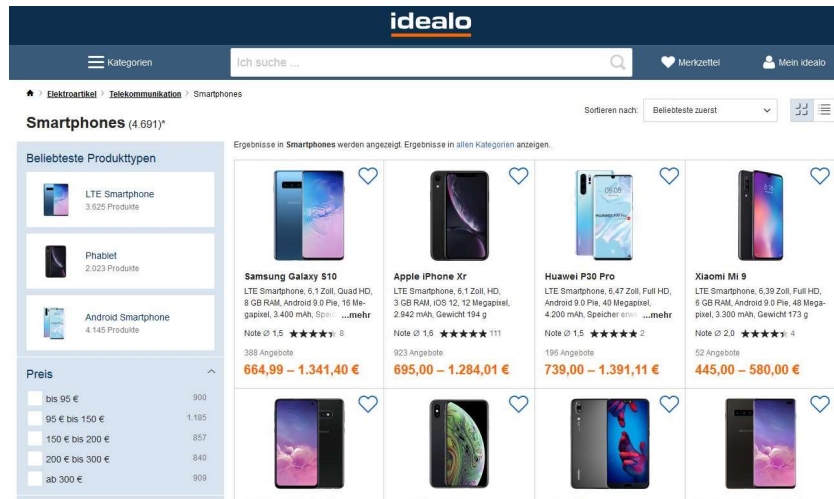 idealo
Kategorien
Ich suche ...
Merkzettel
Mein idealo
Elektroartikel > Telekommunikation > Smartphones
Smartphones (4.691)*
Sortieren nach: Beliebteste zuerst
Ergebnisse in Smartphones werden angezeigt. Ergebnisse in allen Kategorien anzeigen.
Beliebteste Produkttypen
LTE Smartphone
3.625 Produkte
Phablet
2.023 Produkte
Android Smartphone
4.145 Produkte
Preis
bis 95 € 900
95 € bis 150 € 1.185
150 € bis 200 € 857
200 € bis 300 € 840
ab 300 € 909
Samsung Galaxy S10
LTE Smartphone, 6,1 Zoll, Quad HD,
8 GB RAM, Android 9.0 Pie, 16 Me-
gapixel, 3.400 mAh, ...mehr
Note Ø 1,5 ★★★★★ 8
388 Angebote
664,99 – 1.341,40 €
Apple iPhone Xr
LTE Smartphone, 6,1 Zoll, HD,
3 GB RAM, iOS 12, 12 Megapixel,
2.942 mAh, Gewicht 194 g
Note Ø 1,6 ★★★★★ 111
923 Angebote
695,00 – 1.284,01 €
Huawei P30 Pro
LTE Smartphone, 6,47 Zoll, Full HD,
Android 9.0 Pie, 40 Megapixel,
4.200 mAh, Speicher ...mehr
Note Ø 1,5 ★★★★★ 2
196 Angebote
739,00 – 1.391,11 €
Xiaomi Mi 9
LTE Smartphone, 6,39 Zoll, Full HD,
6 GB RAM, Android 9.0 Pie, 48 Mega-
pixel, 3.300 mAh, Gewicht 173 g
Note Ø 2,0 ★★★★★ 4
52 Angebote
445,00 – 580,00 €